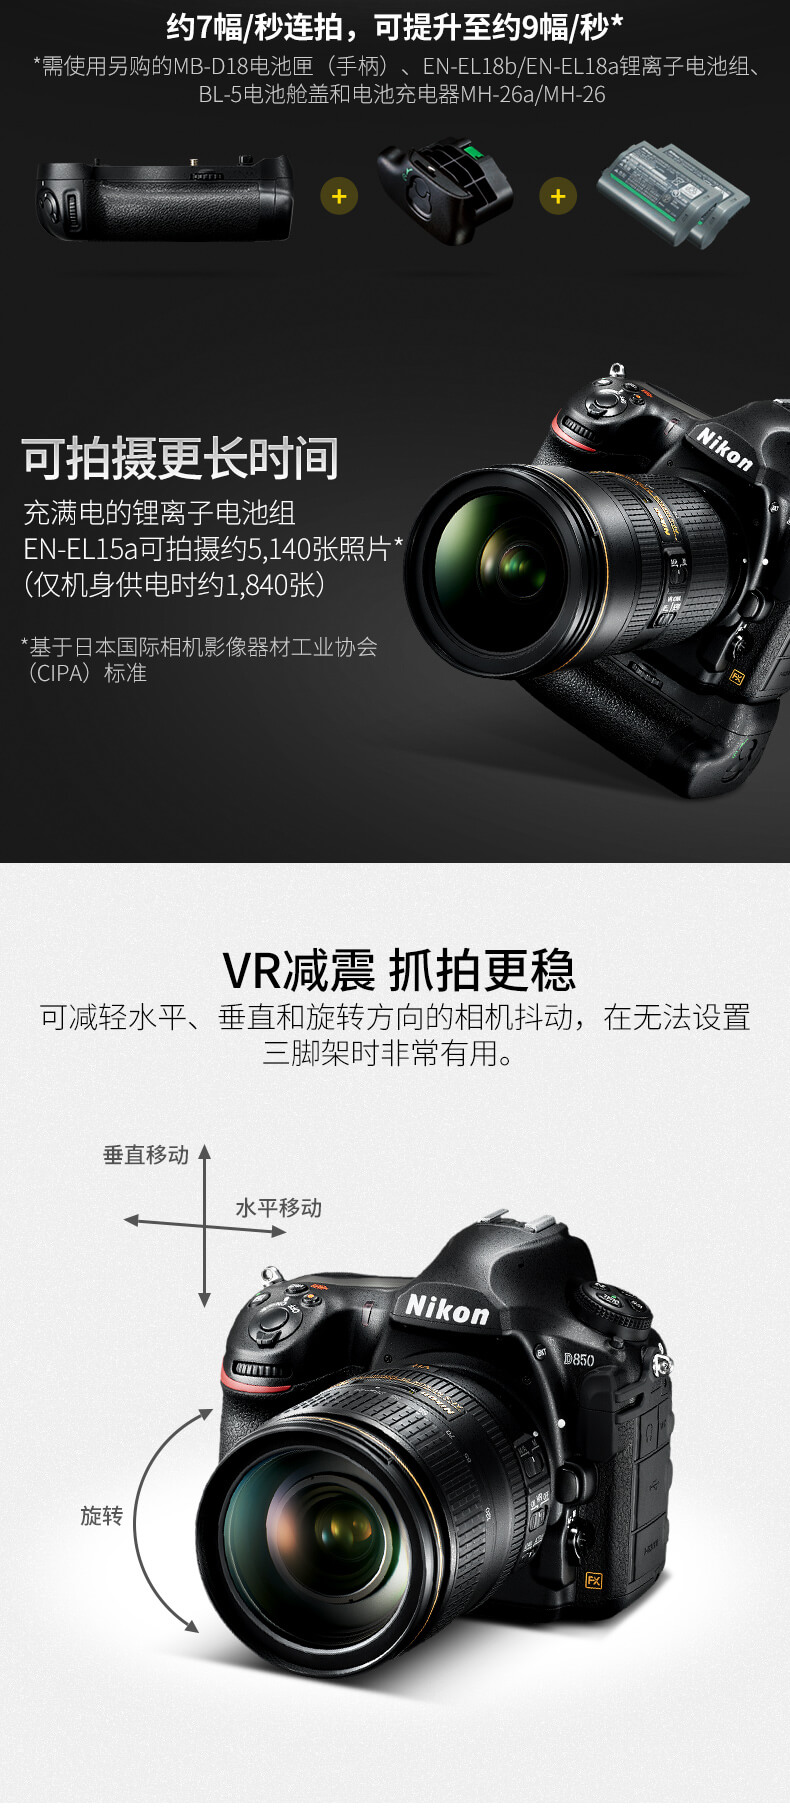 约7幅/秒连拍，可提升至约9幅/秒*
*需使用另购的MB-D18电池匣（手柄）、EN-EL18b/EN-EL18a锂离子电池组、
BL-5电池舱盖和电池充电器MH-26a/MH-26
+
+
Nikon
可拍摄更长时间
充满电的锂离子电池组
EN-EL15a可拍摄约5,140张照片*
（仅机身供电时约1,840张）
*基于日本国际相机影像器材工业协会
（CIPA）标准
FX
VR减震 抓拍更稳
可减轻水平、垂直和旋转方向的相机抖动，在无法设置
三脚架时非常有用。
垂直移动
水平移动
Nikon
D850
旋转
FX